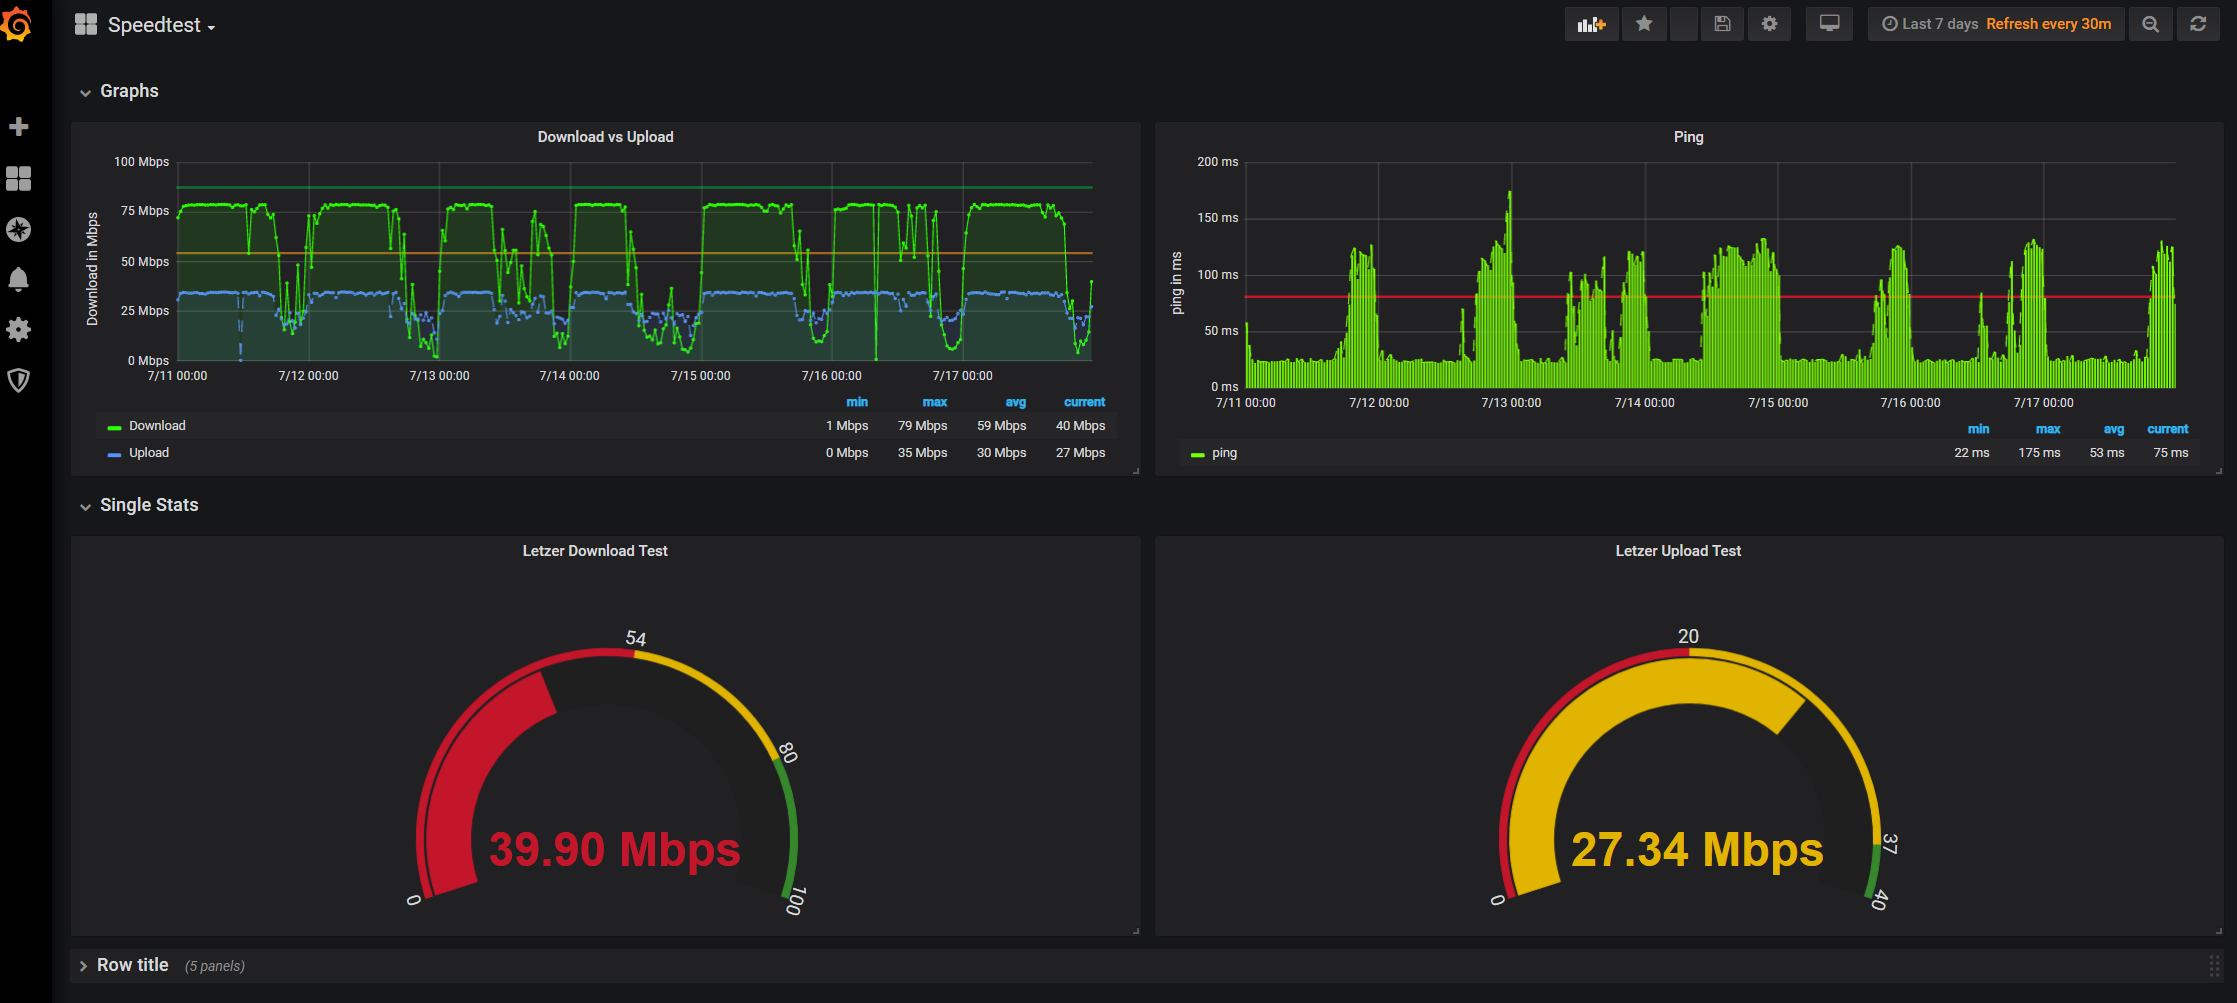 Speedtest
Last 7 days Refresh every 30m
Graphs
Download vs Upload
Download in Mbps
100 Mbps
75 Mbps
50 Mbps
25 Mbps
0 Mbps
7/11 00:00 7/12 00:00 7/13 00:00 7/14 00:00 7/15 00:00 7/16 00:00 7/17 00:00
min max avg current
Download 1 Mbps 79 Mbps 59 Mbps 40 Mbps
Upload 0 Mbps 35 Mbps 30 Mbps 27 Mbps
Ping
ping in ms
200 ms
150 ms
100 ms
50 ms
0 ms
7/11 00:00 7/12 00:00 7/13 00:00 7/14 00:00 7/15 00:00 7/16 00:00 7/17 00:00
min max avg current
ping 22 ms 175 ms 53 ms 75 ms
Single Stats
Letzer Download Test
54
80
39.90 Mbps
0
100
Letzer Upload Test
20
37
27.34 Mbps
0
40
Row title (5 panels)